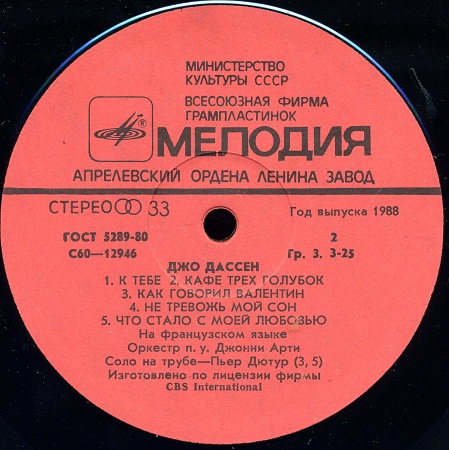 МИНИСТЕРСТВО
КУЛЬТУРЫ СССР
ВСЕСОЮЗНАЯ ФИРМА
ГРАМПЛАСТИНОК
® МЕЛОДИЯ
АПРЕЛЕВСКИЙ ОРДЕНА ЛЕНИНА ЗАВОД
СТЕРЕО 33 Год выпуска 1988
ГОСТ 5289-80 2
С60—12946 Гр. 3. 3-25
ДЖО ДАССЕН
1. К ТЕБЕ 2. КАФЕ ТРЕХ ГОЛУБОК
3. КАК ГОВОРИЛ ВАЛЕНТИН
4. НЕ ТРЕВОЖЬ МОЙ СОН
5. ЧТО СТАЛО С МОЕЙ ЛЮБОВЬЮ
На французском языке
Оркестр п. у. Джонни Арти
Соло на трубе—Пьер Дютур (3, 5)
Изготовлено по лицензии фирмы
CBS International